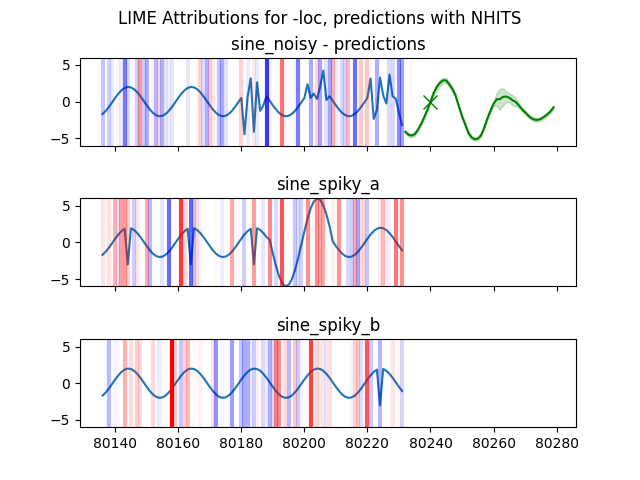 LIME Attributions for -loc, predictions with NHITS
sine_noisy - predictions
5
0
−5
sine_spiky_a
5
0
−5
sine_spiky_b
5
0
−5
80140 80160 80180 80200 80220 80240 80260 80280